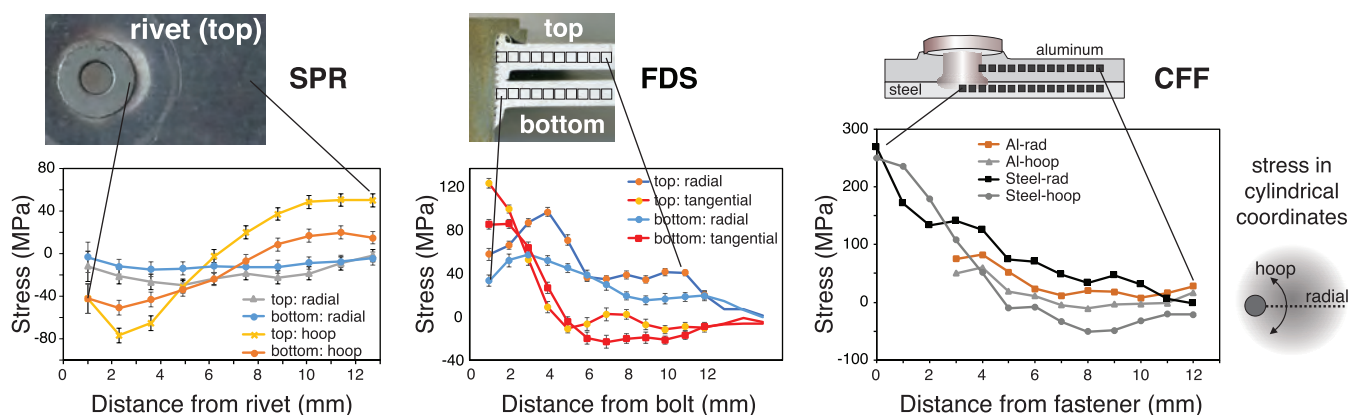 rivet (top)
SPR
Stress (MPa)
80
40
0
-40
-80
top: radial
bottom: radial
top: hoop
bottom: hoop
0 2 4 6 8 10 12
Distance from rivet (mm)
top
bottom
FDS
Stress (MPa)
120
80
40
0
-40
top: radial
top: tangential
bottom: radial
bottom: tangential
0 2 4 6 8 10 12
Distance from bolt (mm)
aluminum
steel
CFF
Stress (MPa)
300
200
100
0
-100
Al-rad
Al-hoop
Steel-rad
Steel-hoop
0 2 4 6 8 10 12
Distance from fastener (mm)
stress in
cylindrical
coordinates
hoop
radial